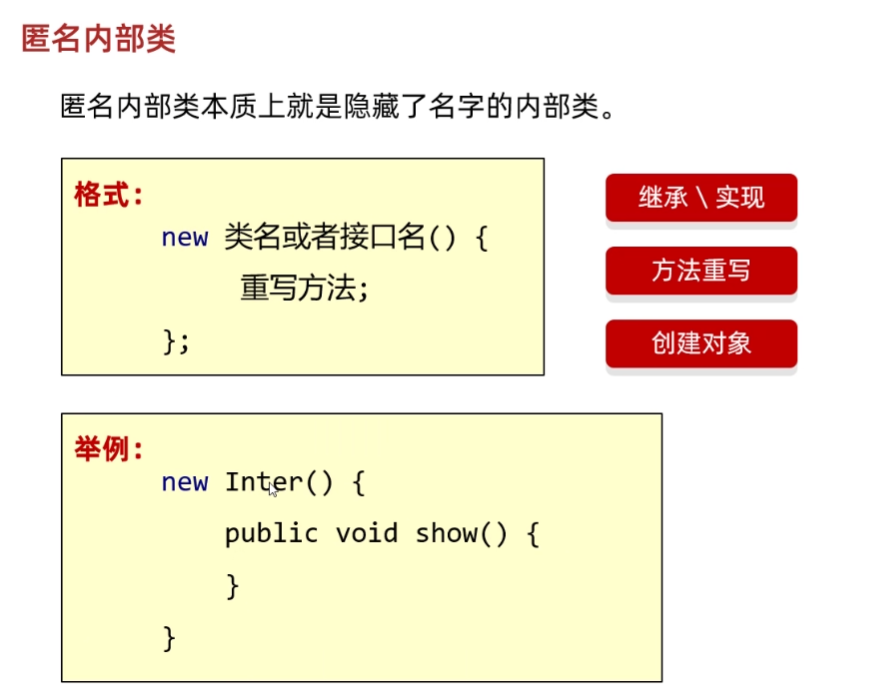 匿名内部类
匿名内部类本质上就是隐藏了名字的内部类。
格式：
new 类名或者接口名() {
重写方法;
};
继承 \ 实现
方法重写
创建对象
举例：
new Inter() {
public void show() {
}
}